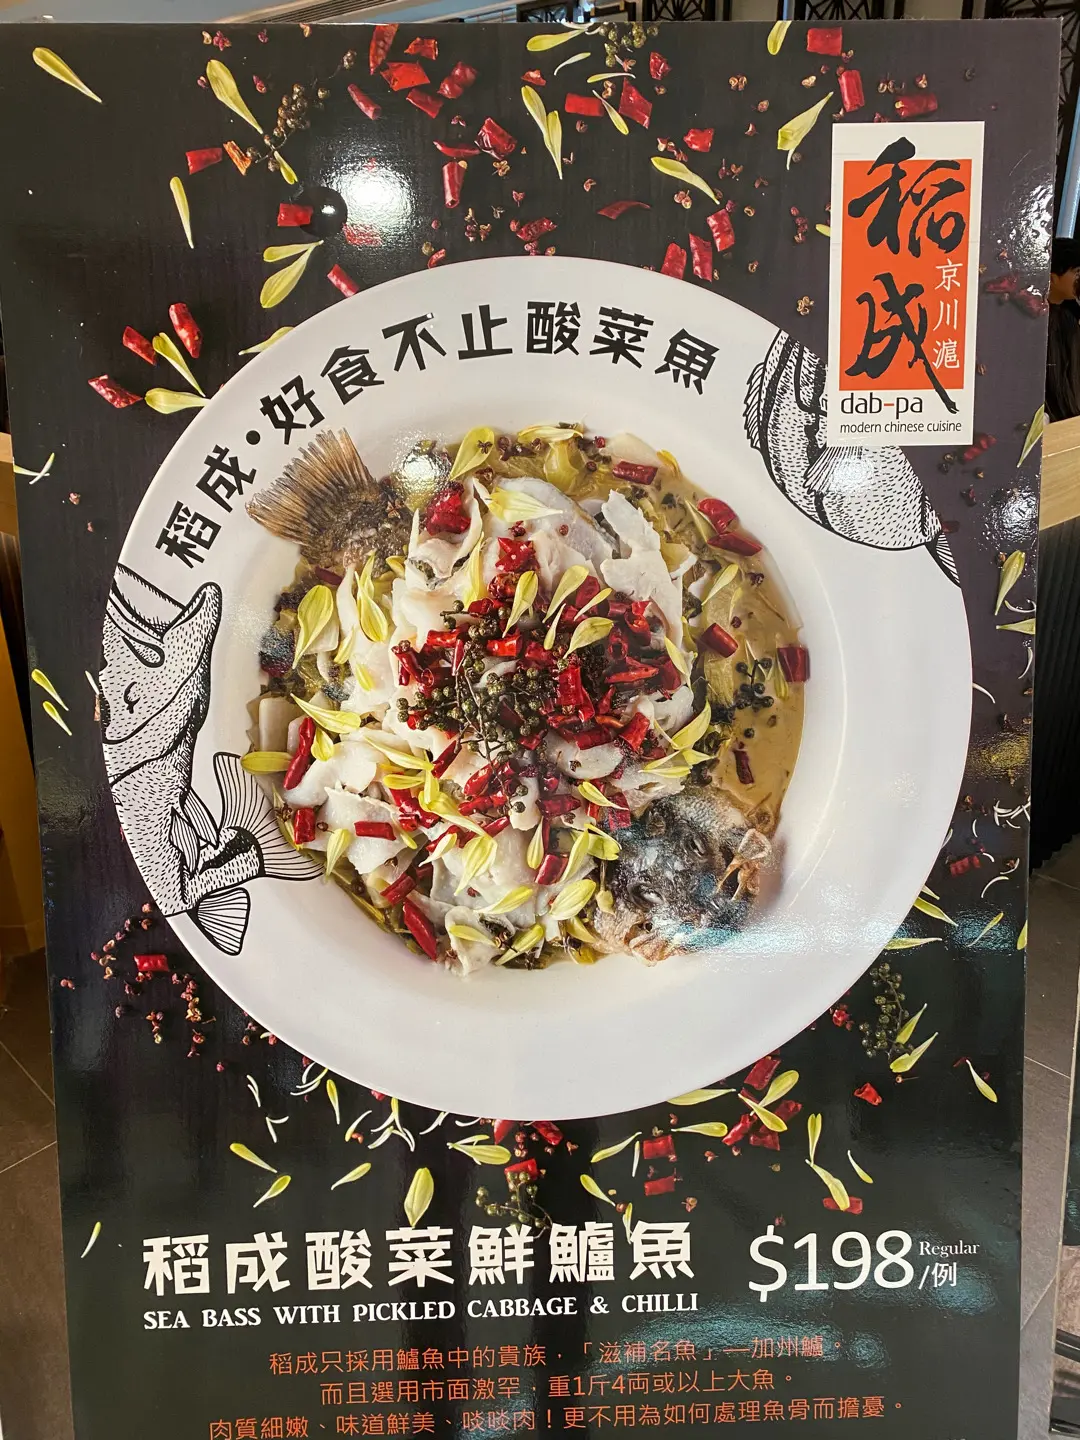 稻成
京川滬
dab-pa
modern chinese cuisine
稻成・好食不止酸菜魚
稻成酸菜鮮鱸魚
SEA BASS WITH PICKLED CABBAGE & CHILLI
$198 Regular /例
稻成只採用鱸魚中的貴族，「滋補名魚」—加州鱸。
而且選用市面激罕，重1斤4両或以上大魚。
肉質細嫩、味道鮮美、啖啖肉！更不用為如何處理魚骨而擔憂。